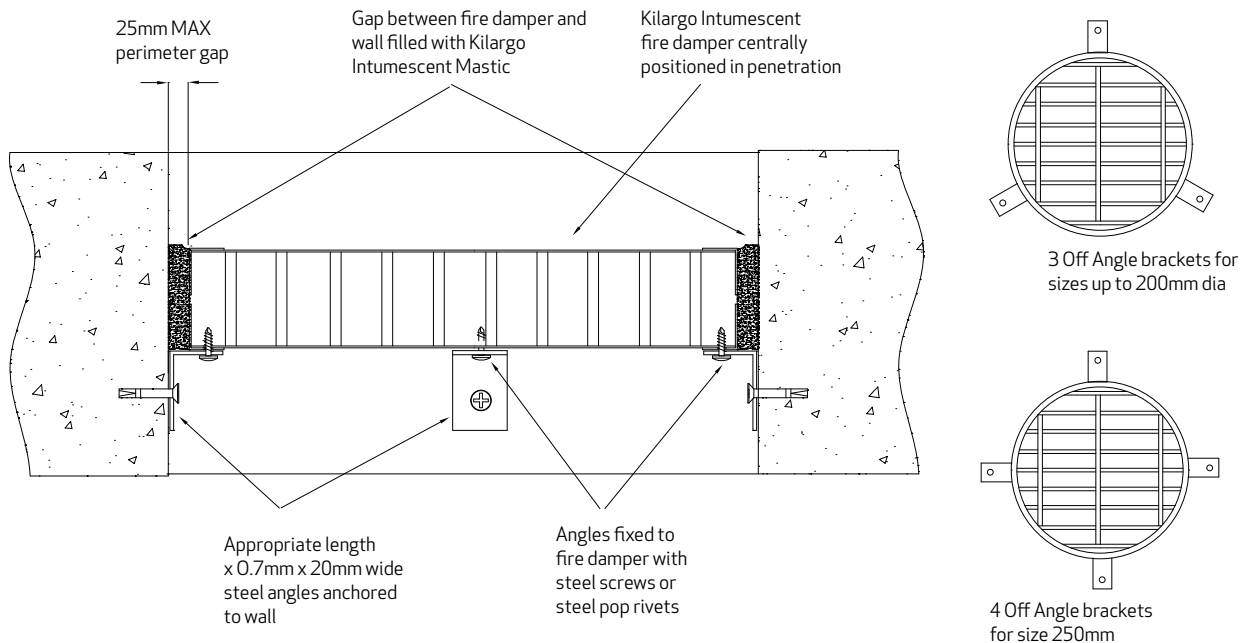 25mm MAX
perimeter gap
Gap between fire damper and
wall filled with Kilargo
Intumescent Mastic
Kilargo Intumescent
fire damper centrally
positioned in penetration
3 Off Angle brackets for
sizes up to 200mm dia
Appropriate length
x 0.7mm x 20mm wide
steel angles anchored
to wall
Angles fixed to
fire damper with
steel screws or
steel pop rivets
4 Off Angle brackets
for size 250mm